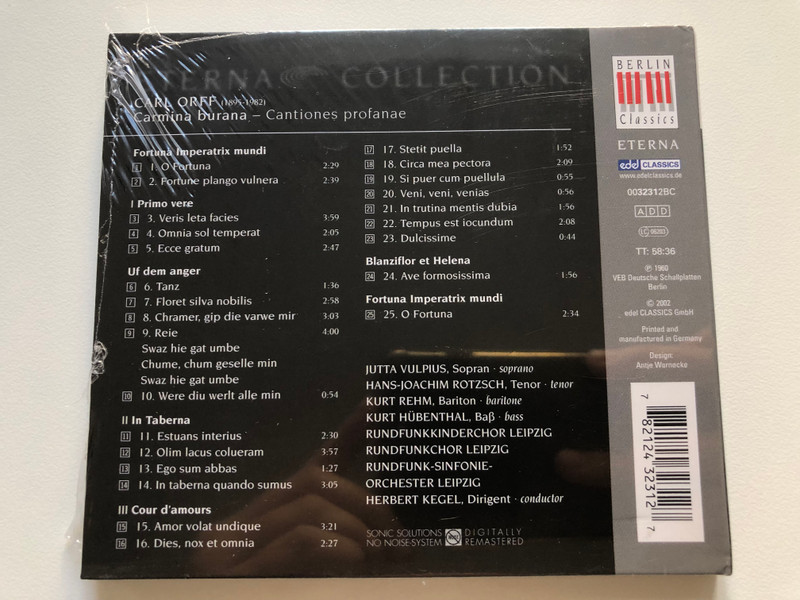 ETERNA COLLECTION
CARL ORFF (1895-1982)
Carmina burana – Cantiones profanae
Fortuna Imperatrix mundi
1 1. O Fortuna 2:29
2 2. Fortune plango vulnera 2:39
I Primo vere
3 3. Veris leta facies 3:59
4 4. Omnia sol temperat 2:05
5 5. Ecce gratum 2:47
Uf dem anger
6 6. Tanz 1:36
7 7. Floret silva nobilis 2:58
8 8. Chramer, gip die varwe mir 3:03
9 9. Reie 4:00
Swaz hie gat umbe
Chume, chum geselle min
Swaz hie gat umbe
10 10. Were diu werlt alle min 0:54
II In Taberna
11 11. Estuans interius 2:30
12 12. Olim lacus colueram 3:57
13 13. Ego sum abbas 1:27
14 14. In taberna quando sumus 3:05
III Cour d'amours
15 15. Amor volat undique 3:21
16 16. Dies, nox et omnia 2:27
17 17. Stetit puella 1:52
18 18. Circa mea pectora 2:09
19 19. Si puer cum puellula 0:55
20 20. Veni, veni, venias 0:56
21 21. In trutina mentis dubia 1:56
22 22. Tempus est iocundum 2:08
23 23. Dulcissime 0:44
Blanziflor et Helena
24 24. Ave formosissima 1:56
Fortuna Imperatrix mundi
25 25. O Fortuna 2:34
JUTTA VULPIUS, Sopran · soprano
HANS-JOACHIM ROTZSCH, Tenor · tenor
KURT REHM, Bariton · baritone
KURT HÜBENTHAL, Baß · bass
RUNDFUNKKINDERCHOR LEIPZIG
RUNDFUNKCHOR LEIPZIG
RUNDFUNK-SINFONIE-
ORCHESTER LEIPZIG
HERBERT KEGEL, Dirigent · conductor
SONIC SOLUTIONS
NO NOISE-SYSTEM
DIGITALLY
REMASTERED
BERLIN
Classics
ETERNA
edel CLASSICS
www.edelclassics.de
0032312BC
ADD
LC 06203
TT: 58:36
℗ 1960
VEB Deutsche Schallplatten
Berlin
© 2002
edel CLASSICS GmbH
Printed and
manufactured in Germany
Design:
Antje Warnecke
7 82124 32312 7